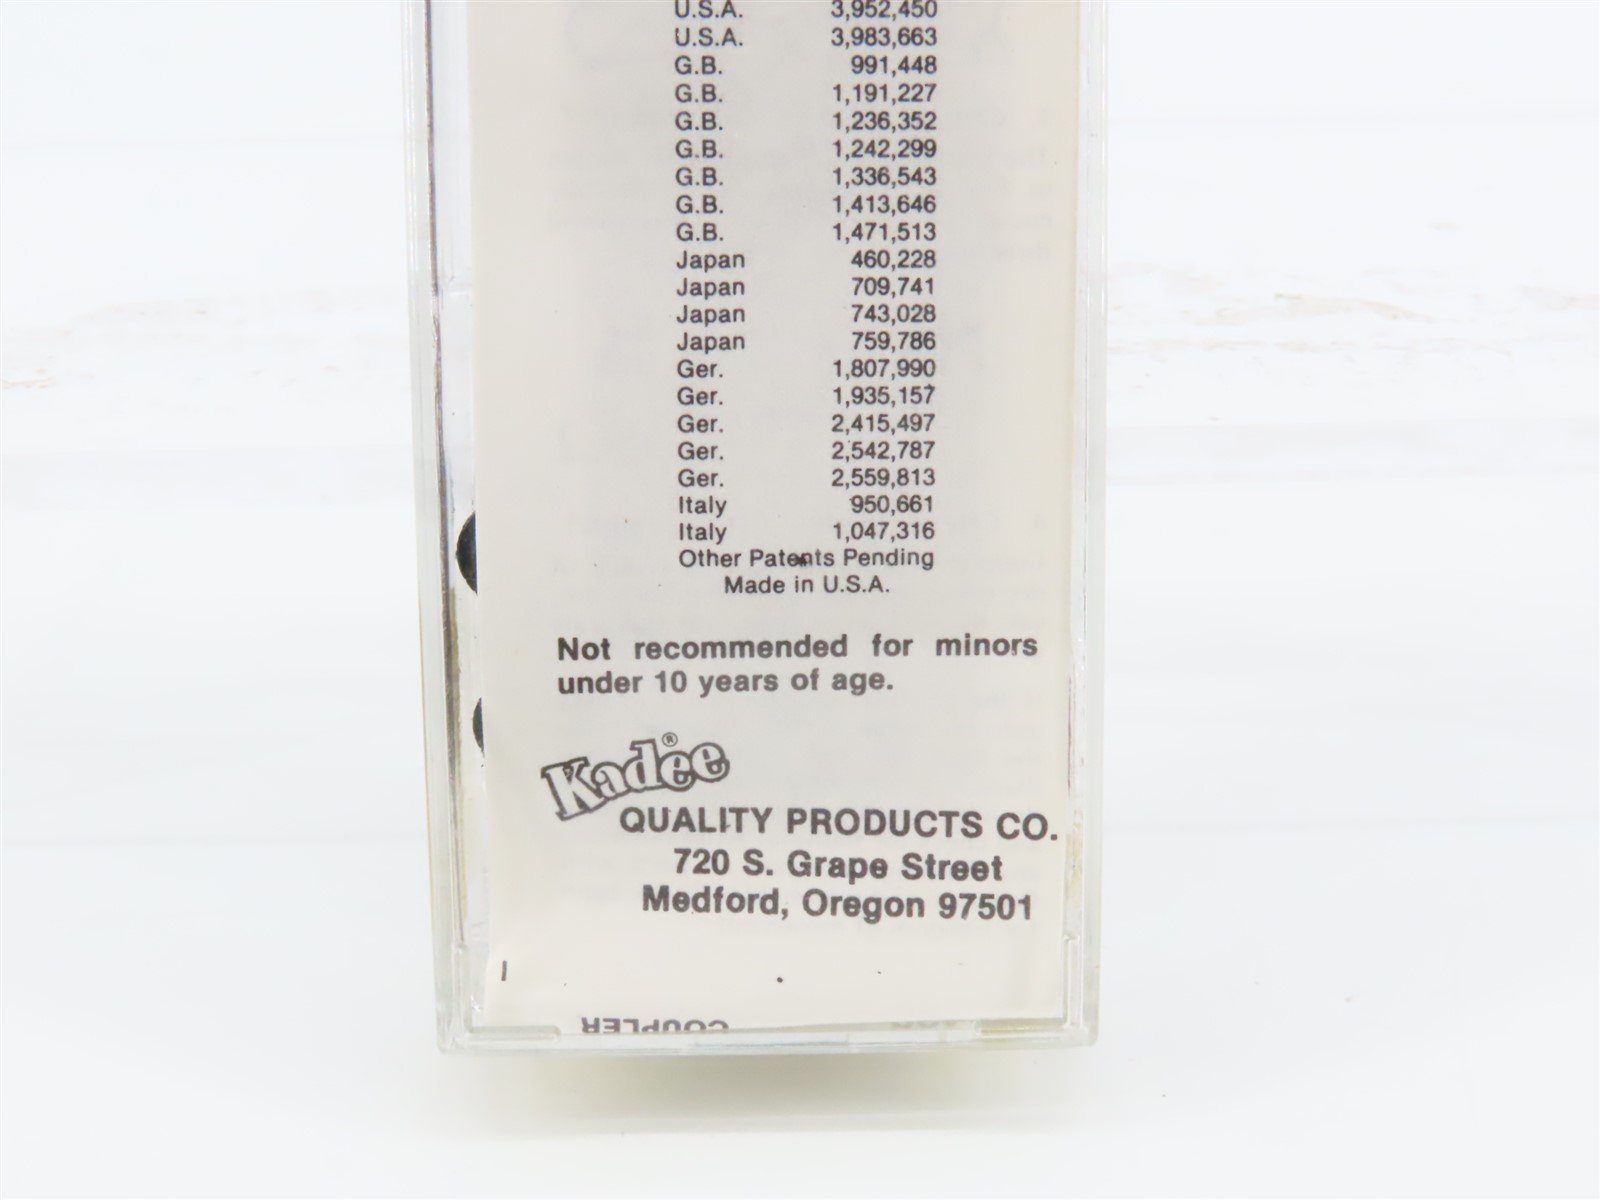 U.S.A. 3,952,450
U.S.A. 3,983,663
G.B. 991,448
G.B. 1,191,227
G.B. 1,236,352
G.B. 1,242,299
G.B. 1,336,543
G.B. 1,413,646
G.B. 1,471,513
Japan 460,228
Japan 709,741
Japan 743,028
Japan 759,786
Ger. 1,807,990
Ger. 1,935,157
Ger. 2,415,497
Ger. 2,542,787
Ger. 2,559,813
Italy 950,661
Italy 1,047,316
Other Patents Pending
Made in U.S.A.
Not recommended for minors
under 10 years of age.
Kadee®
QUALITY PRODUCTS CO.
720 S. Grape Street
Medford, Oregon 97501
COUPLER